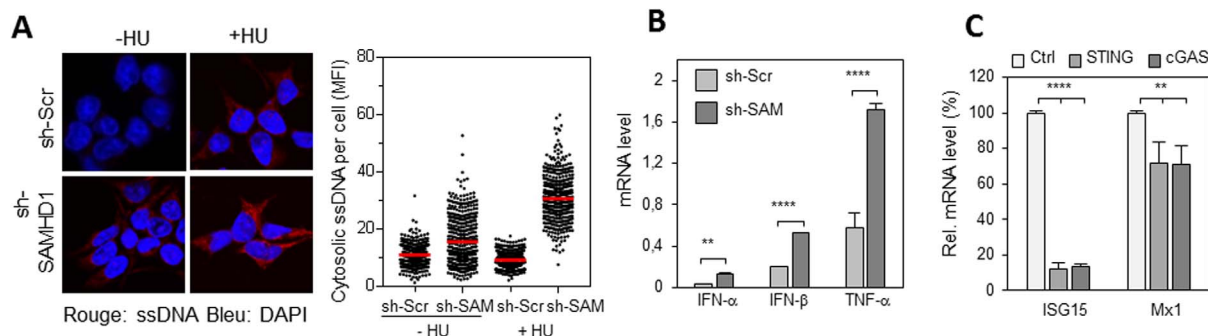 A
-HU
+HU
sh-Scr
sh-
SAMHD1
Rouge: ssDNA Bleu: DAPI
Cytosolic ssDNA per cell (MFI)
80
60
40
20
0
sh-Scr sh-SAM sh-Scr sh-SAM
- HU
+ HU
B
mRNA level
2
1,6
1,2
0,8
0,4
0
sh-Scr
sh-SAM
**
****
****
IFN-α
IFN-β
TNF-α
C
Ctrl
STING
cGAS
Rel. mRNA level (%)
120
100
80
60
40
20
0
****
**
ISG15
Mx1